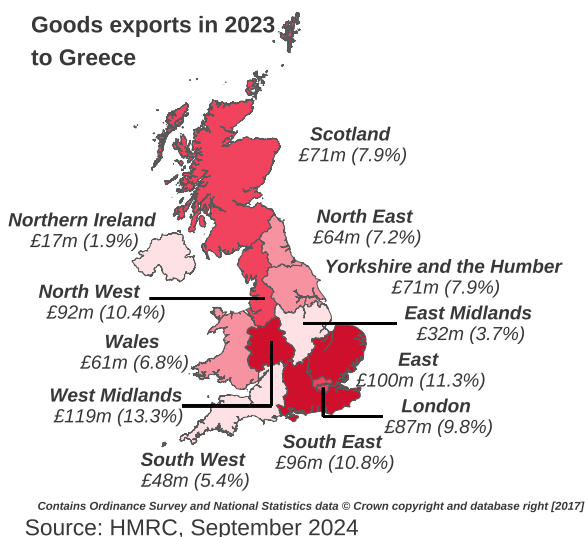 Goods exports in 2023
to Greece
Scotland
£71m (7.9%)
Northern Ireland
£17m (1.9%)
North East
£64m (7.2%)
Yorkshire and the Humber
£71m (7.9%)
North West
£92m (10.4%)
East Midlands
£32m (3.7%)
Wales
£61m (6.8%)
East
£100m (11.3%)
West Midlands
£119m (13.3%)
London
£87m (9.8%)
South East
£96m (10.8%)
South West
£48m (5.4%)
Contains Ordinance Survey and National Statistics data © Crown copyright and database right [2017]
Source: HMRC, September 2024